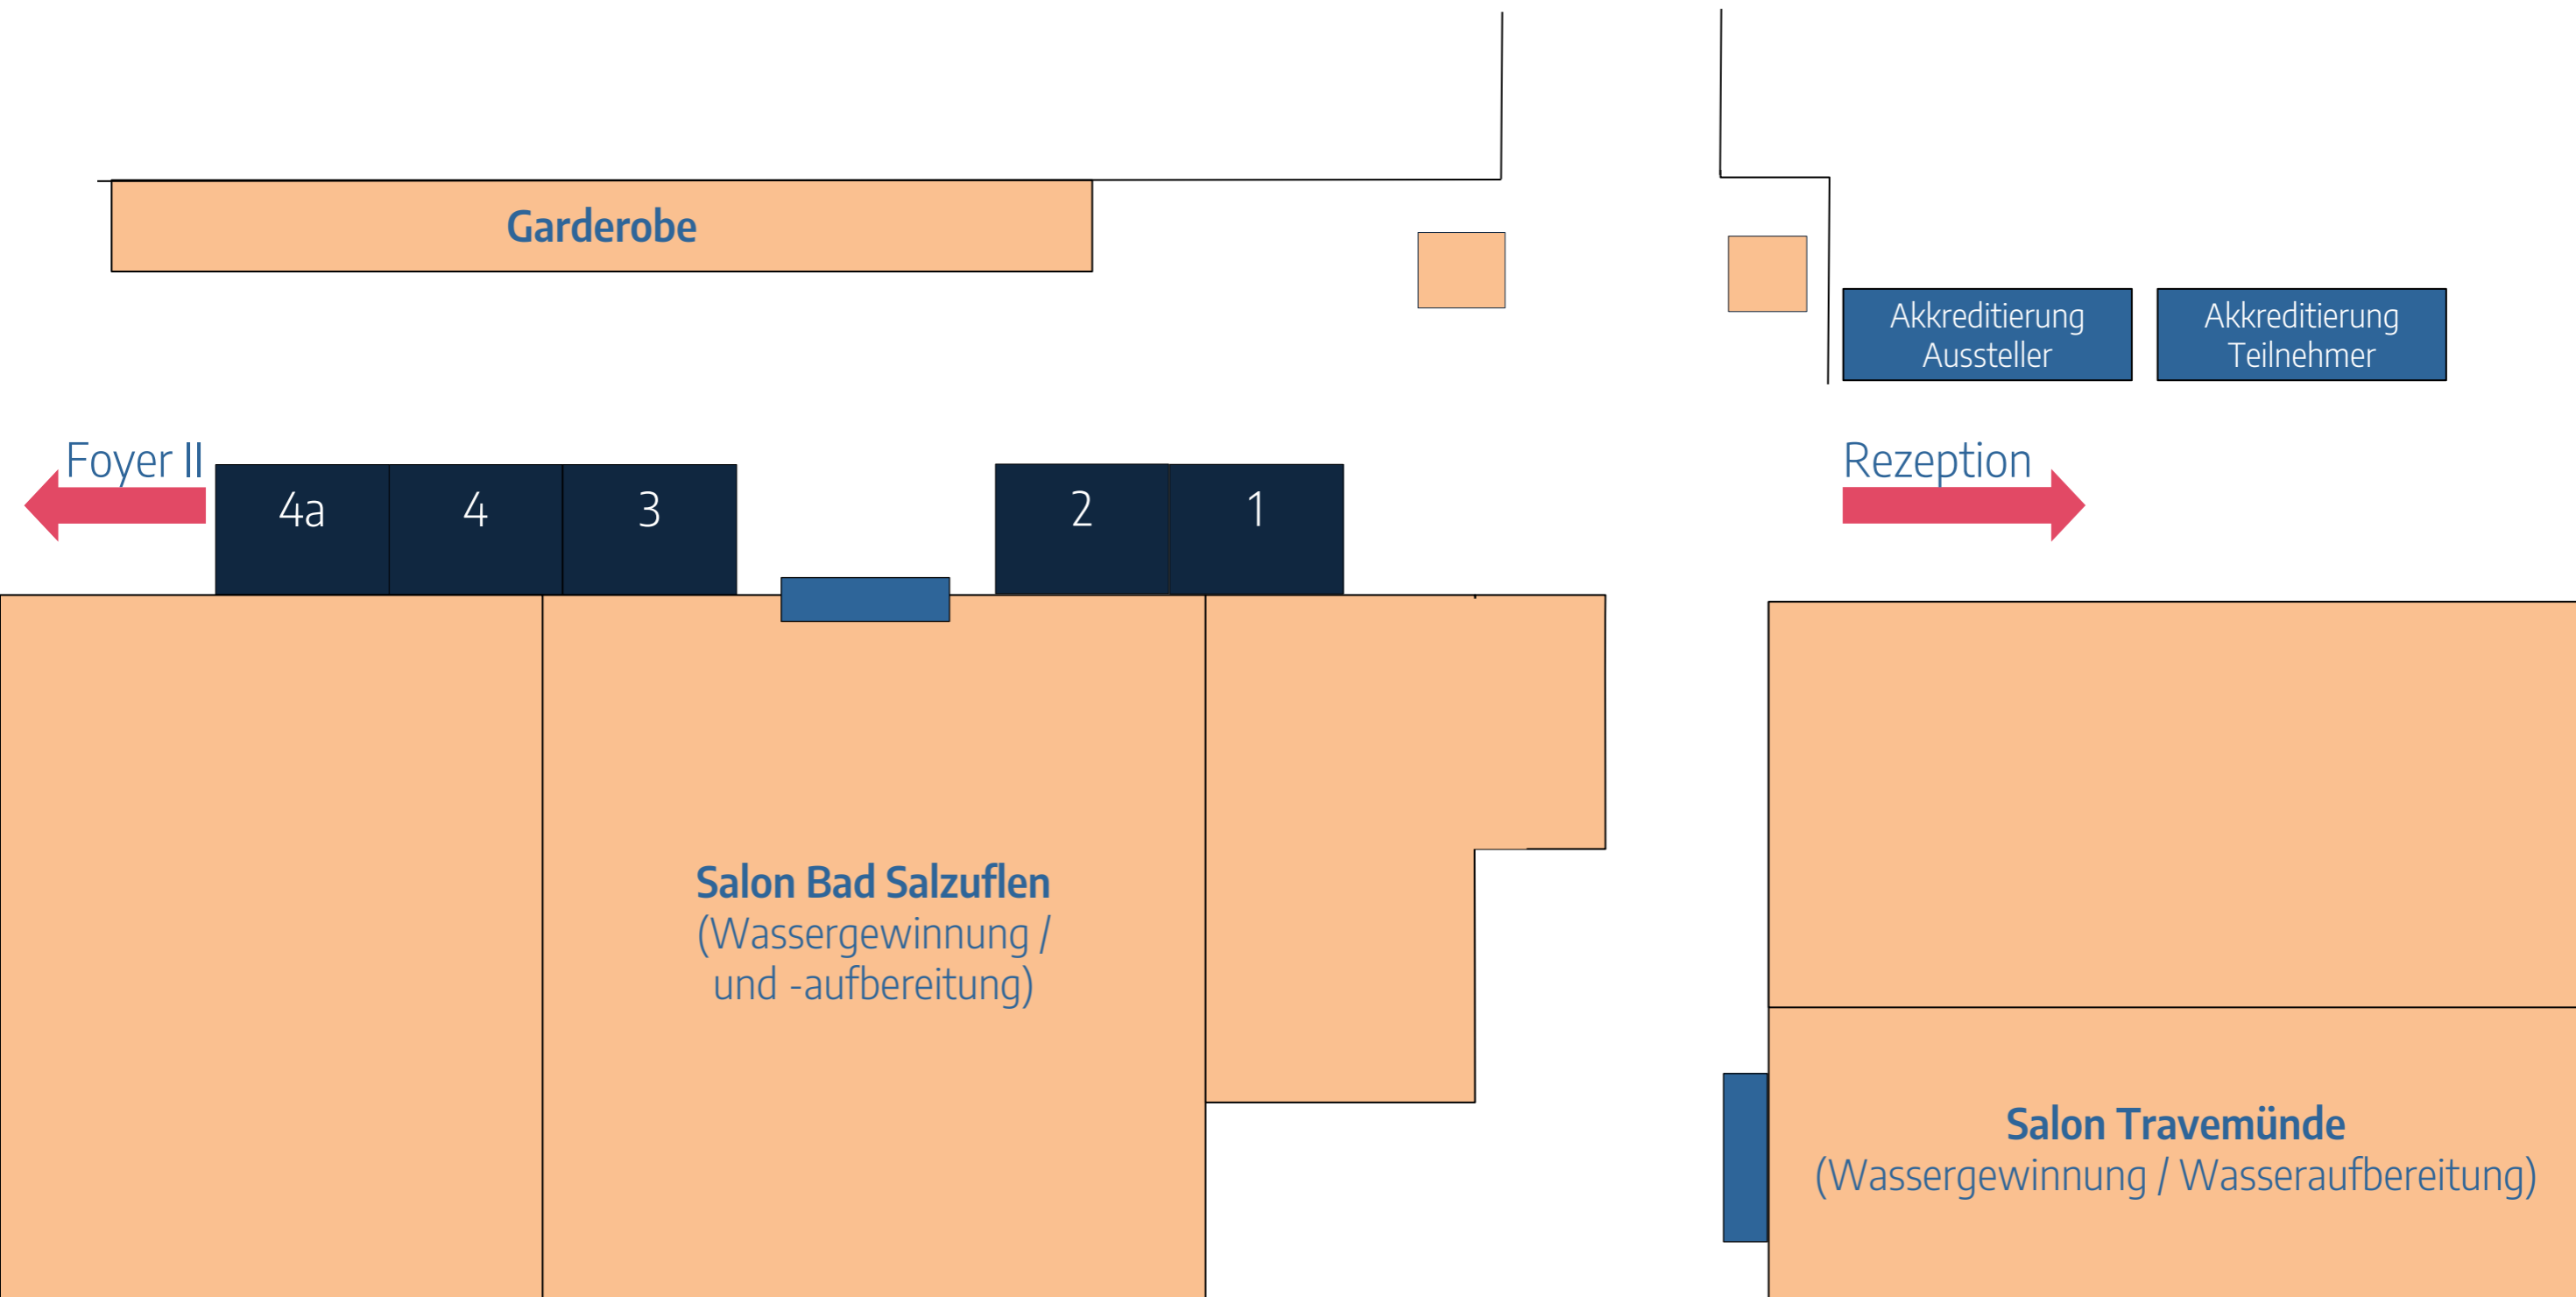 Garderobe
Akkreditierung
Aussteller
Akkreditierung
Teilnehmer
Foyer II
Rezeption
4a
4
3
2
1
Salon Bad Salzuflen
(Wassergewinnung /
und -aufbereitung)
Salon Travemünde
(Wassergewinnung / Wasseraufbereitung)